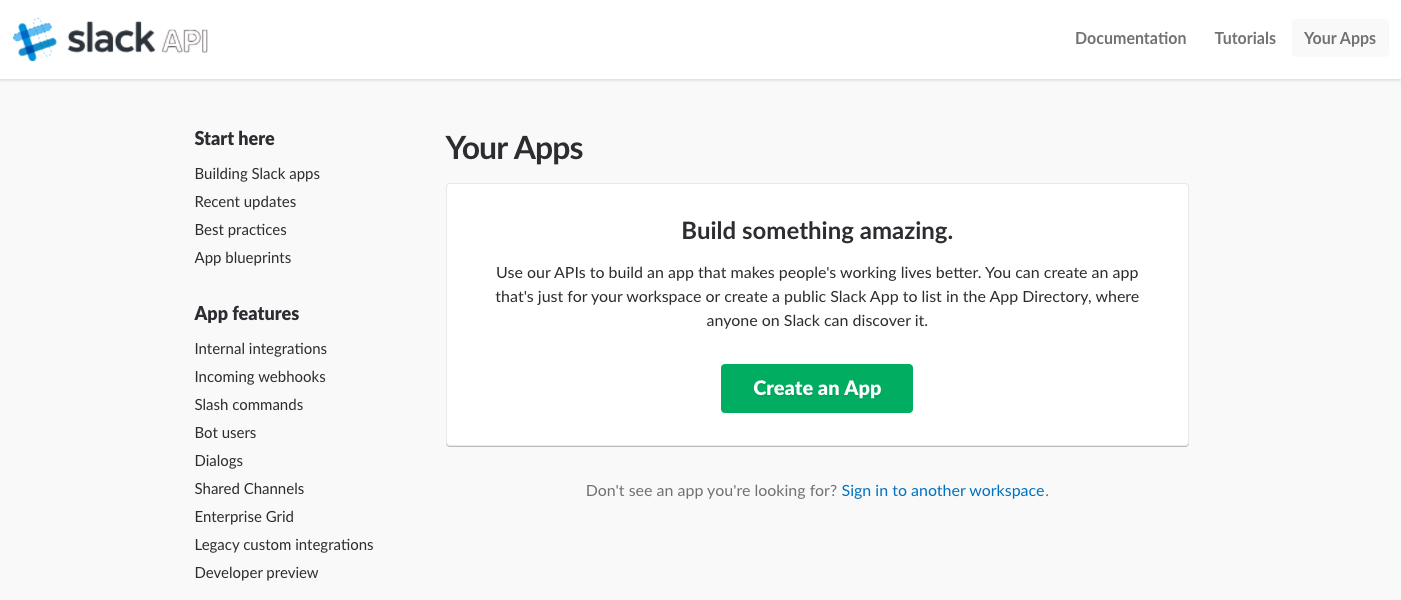 slack API
Documentation
Tutorials
Your Apps
Start here
Building Slack apps
Recent updates
Best practices
App blueprints
App features
Internal integrations
Incoming webhooks
Slash commands
Bot users
Dialogs
Shared Channels
Enterprise Grid
Legacy custom integrations
Developer preview
Your Apps
Build something amazing.
Use our APIs to build an app that makes people's working lives better. You can create an app
that's just for your workspace or create a public Slack App to list in the App Directory, where
anyone on Slack can discover it.
Create an App
Don't see an app you're looking for? Sign in to another workspace.